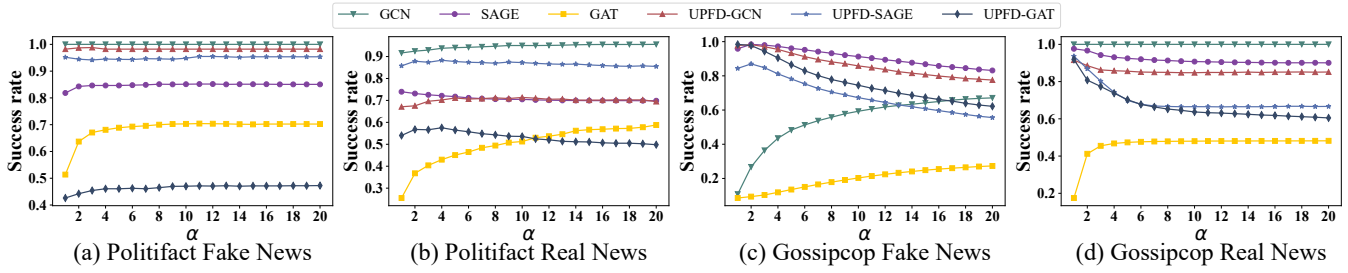 GCN SAGE GAT UPFD-GCN UPFD-SAGE UPFD-GAT
Success rate
1.0
0.9
0.8
0.7
0.6
0.5
0.4
2 4 6 8 10 12 14 16 18 20
α
(a) Politifact Fake News
Success rate
0.9
0.8
0.7
0.6
0.5
0.4
0.3
2 4 6 8 10 12 14 16 18 20
α
(b) Politifact Real News
Success rate
1.0
0.8
0.6
0.4
0.2
2 4 6 8 10 12 14 16 18 20
α
(c) Gossipcop Fake News
Success rate
1.0
0.8
0.6
0.4
0.2
2 4 6 8 10 12 14 16 18 20
α
(d) Gossipcop Real News